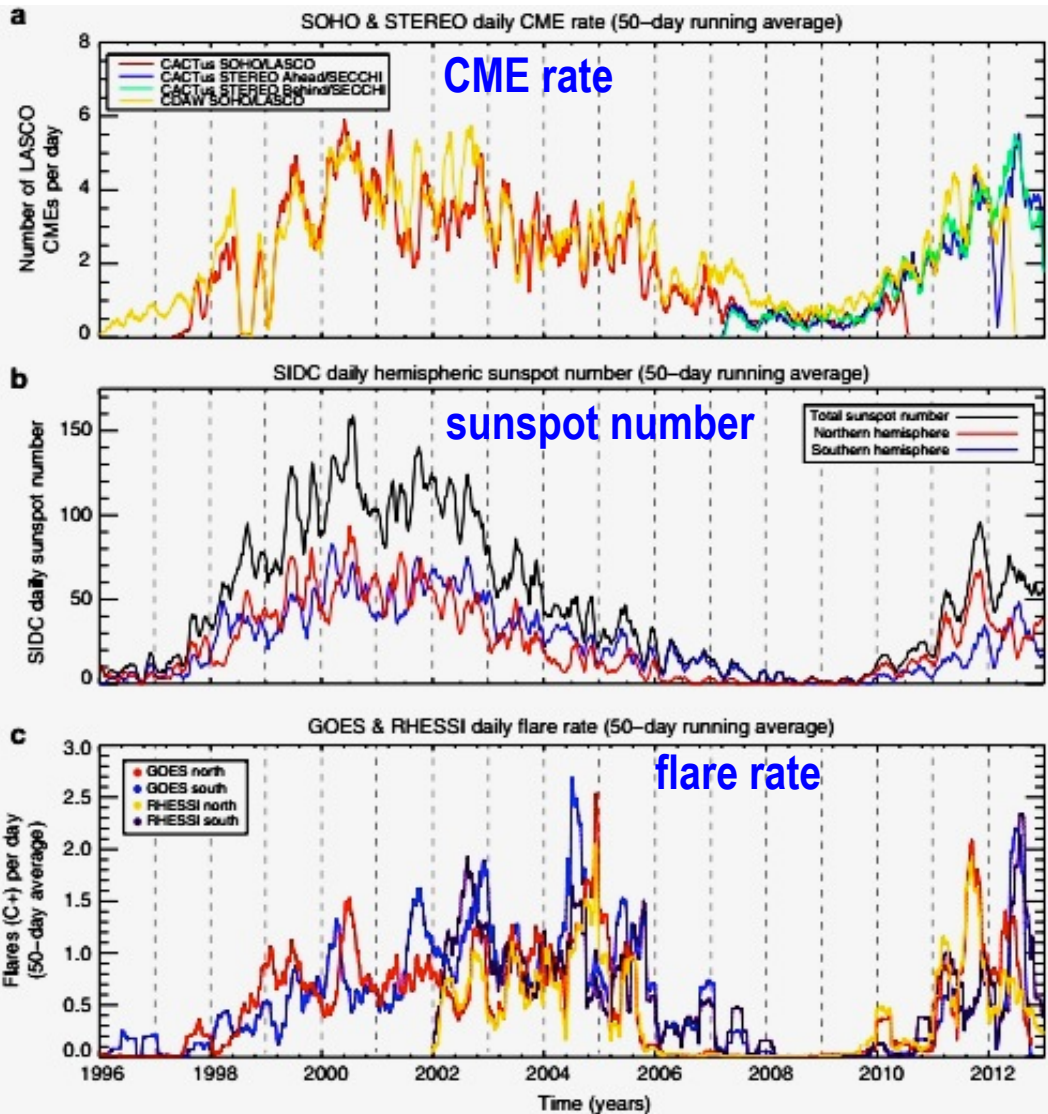 a
SOHO & STEREO daily CME rate (50-day running average)
CME rate
CACTus SOHO/LASCO
CACTus STEREO Ahead/SECCHI
CACTus STEREO Behind/SECCHI
CDAW SOHO/LASCO
Number of LASCO
CMEs per day
8
6
4
2
0
b
SIDC daily hemispheric sunspot number (50-day running average)
sunspot number
Total sunspot number
Northern hemisphere
Southern hemisphere
SIDC daily sunspot number
150
100
50
0
c
GOES & RHESSI daily flare rate (50-day running average)
flare rate
GOES north
GOES south
RHESSI north
RHESSI south
Flares (C+) per day
(50-day average)
3.0
2.5
2.0
1.5
1.0
0.5
0.0
1996 1998 2000 2002 2004 2006 2008 2010 2012
Time (years)